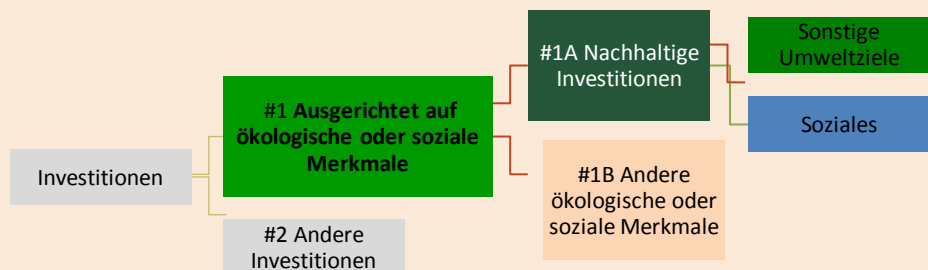 Investitionen
#1 Ausgerichtet auf
ökologische oder soziale
Merkmale
#2 Andere
Investitionen
#1A Nachhaltige
Investitionen
#1B Andere
ökologische oder
soziale Merkmale
Sonstige
Umweltziele
Soziales